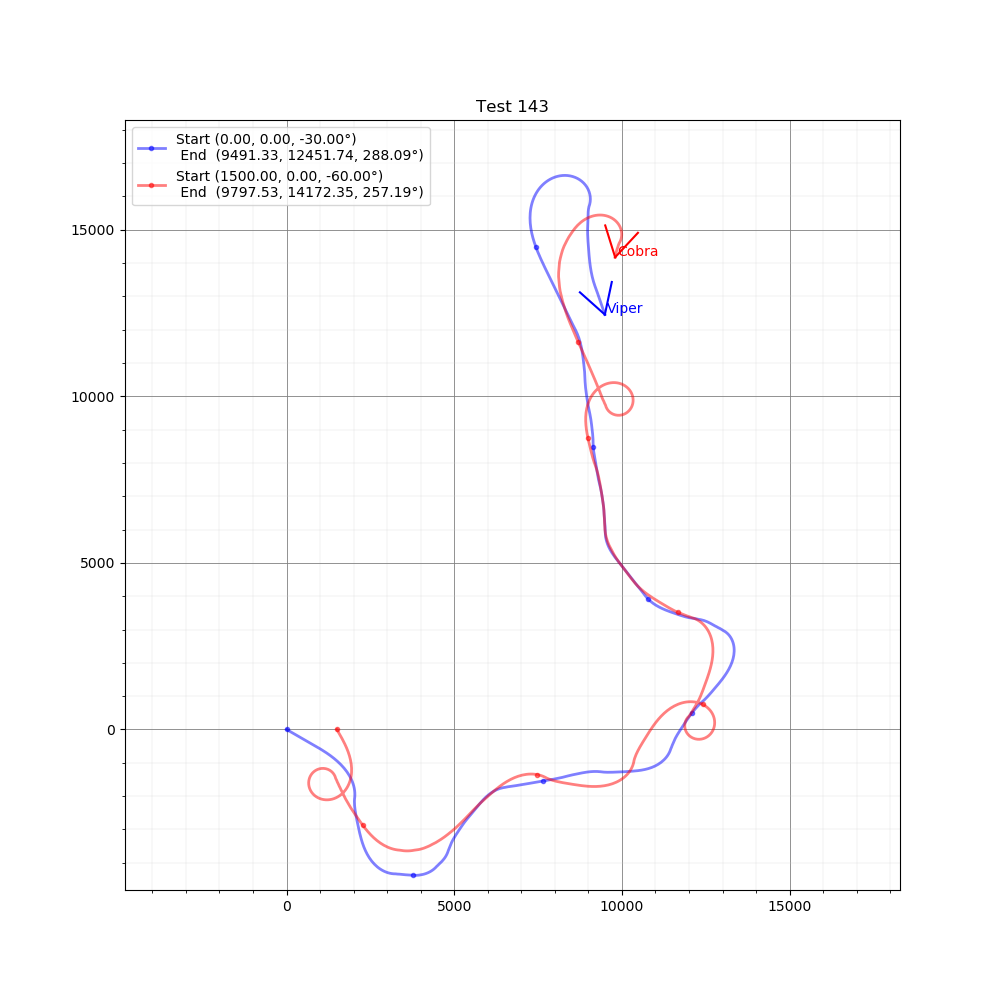 Test 143
Start (0.00, 0.00, -30.00°)
End  (9491.33, 12451.74, 288.09°)
Start (1500.00, 0.00, -60.00°)
End  (9797.53, 14172.35, 257.19°)
15000
10000
5000
0
Cobra
Viper
0 5000 10000 15000